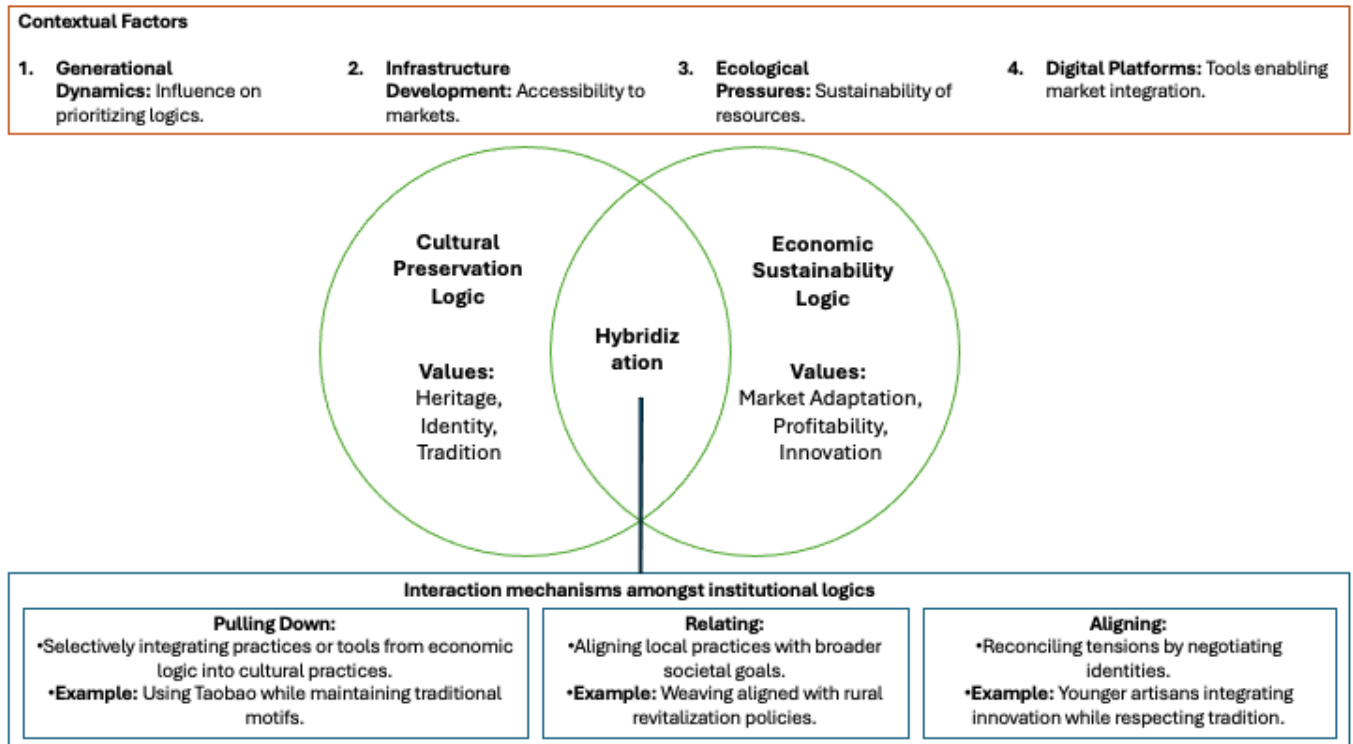 Contextual Factors
1. Generational
Dynamics: Influence on
prioritizing logics.
2. Infrastructure
Development: Accessibility to
markets.
3. Ecological
Pressures: Sustainability of
resources.
4. Digital Platforms: Tools enabling
market integration.
Cultural
Preservation
Logic
Values:
Heritage,
Identity,
Tradition
Hybridiz
ation
Economic
Sustainability
Logic
Values:
Market Adaptation,
Profitability,
Innovation
Interaction mechanisms amongst institutional logics
Pulling Down:
•Selectively integrating practices or tools from economic
logic into cultural practices.
•Example: Using Taobao while maintaining traditional
motifs.
Relating:
•Aligning local practices with broader
societal goals.
•Example: Weaving aligned with rural
revitalization policies.
Aligning:
•Reconciling tensions by negotiating
identities.
•Example: Younger artisans integrating
innovation while respecting tradition.